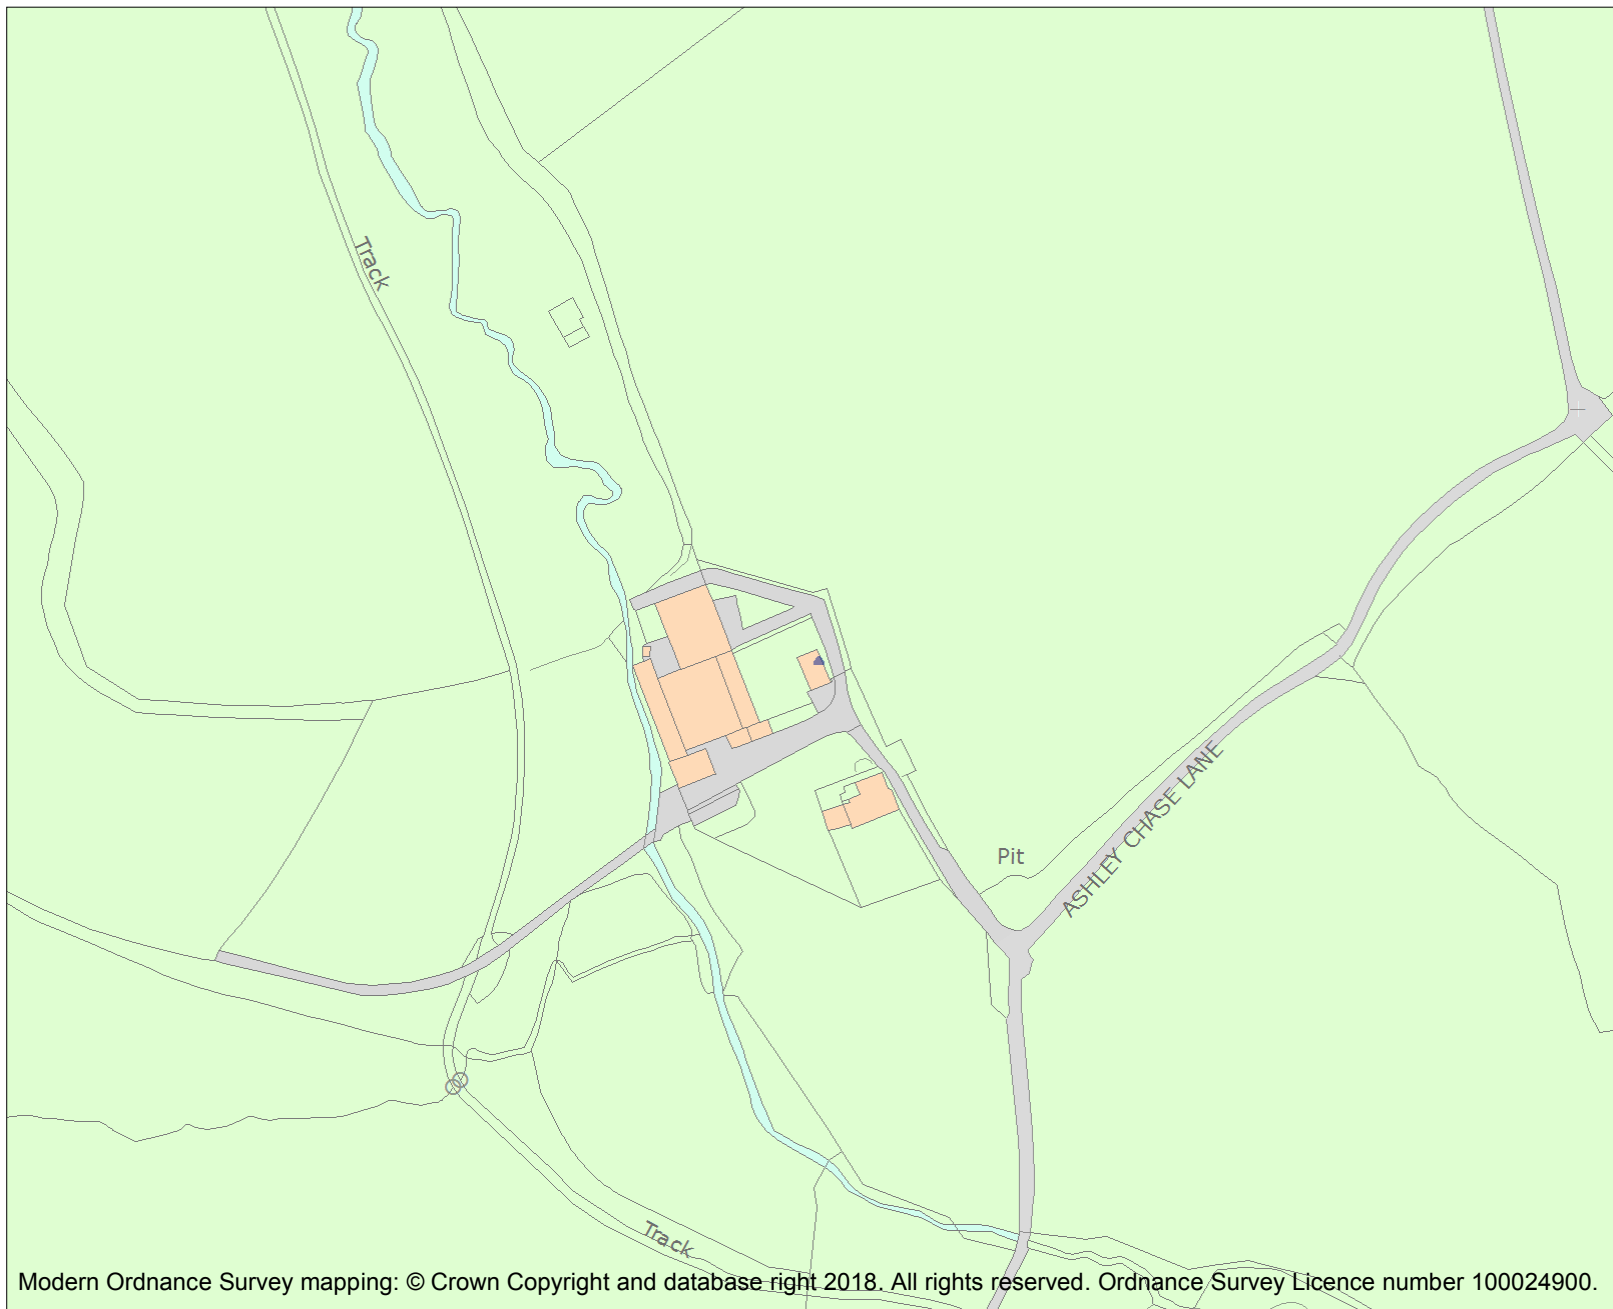 Track
Pit
ASHLEY CHASE LANE
Track
Modern Ordnance Survey mapping: © Crown Copyright and database right 2018. All rights reserved. Ordnance Survey Licence number 100024900.